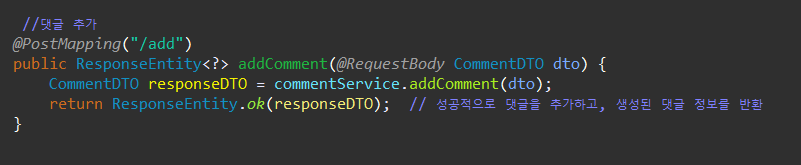 //댓글 추가
@PostMapping("/add")
public ResponseEntity<?> addComment(@RequestBody CommentDTO dto) {
    CommentDTO responseDTO = commentService.addComment(dto);
    return ResponseEntity.ok(responseDTO);  // 성공적으로 댓글을 추가하고, 생성된 댓글 정보를 반환
}